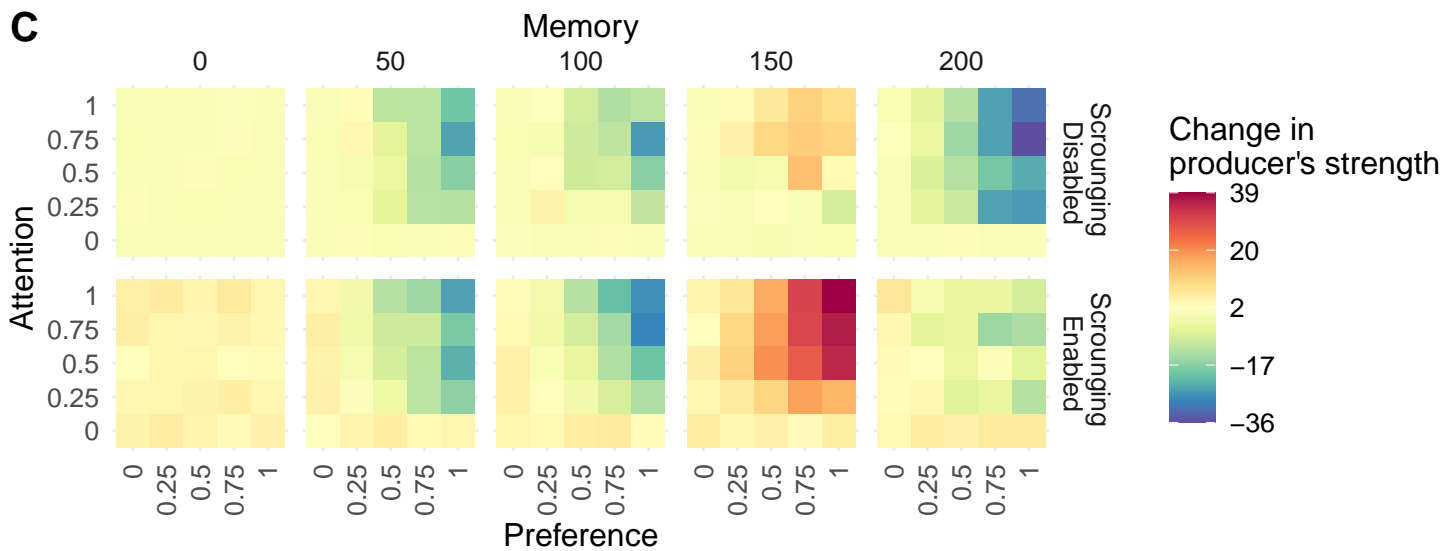 C
Memory
0 50 100 150 200
Attention
1
0.75
0.5
0.25
0
Scrounging
Disabled
1
0.75
0.5
0.25
0
Scrounging
Enabled
0 0.25 0.5 0.75 1 0 0.25 0.5 0.75 1 0 0.25 0.5 0.75 1 0 0.25 0.5 0.75 1 0 0.25 0.5 0.75 1
Preference
Change in
producer's strength
39
20
2
−17
−36